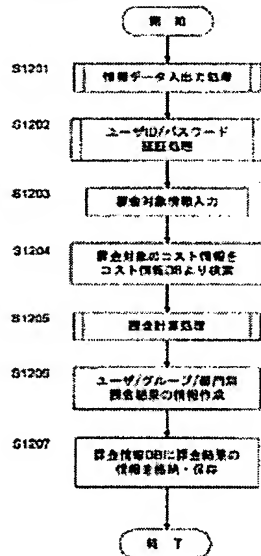 開 始
S1201
情報データ入出力処理
S1202
ユーザID/パスワード
認証処理
S1203
課金対象情報入力
S1204
課金対象のコスト情報を
コスト情報DBより検索
S1205
課金計算処理
S1206
ユーザ/グループ/部門別
課金結果の情報作成
S1207
課金情報DBに課金結果の
情報を格納・保存
終 了